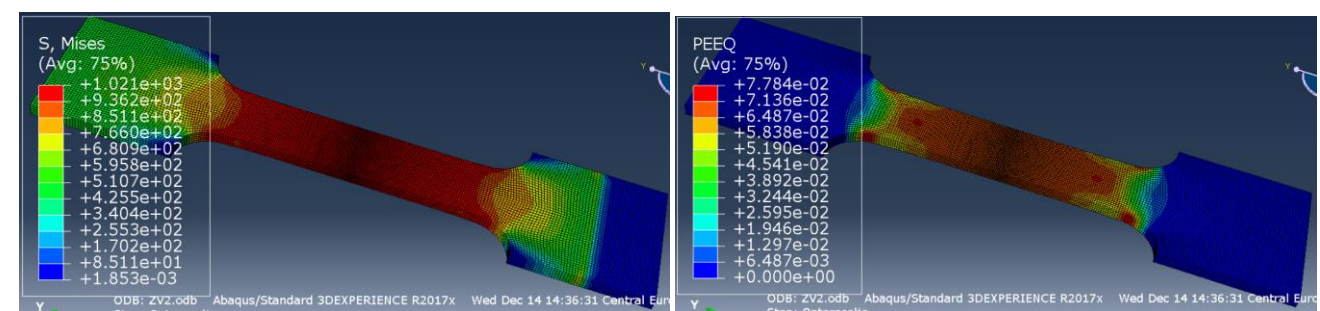 S, Mises
(Avg: 75%)
+1.021e+03
+9.362e+02
+8.511e+02
+7.660e+02
+6.809e+02
+5.958e+02
+5.107e+02
+4.255e+02
+3.404e+02
+2.553e+02
+1.702e+02
+8.511e+01
+1.853e-03
Y
Y
ODB: ZV2.odb Abaqus/Standard 3DEXPERIENCE R2017x Wed Dec 14 14:36:31 Central Euro
PEEQ
(Avg: 75%)
+7.784e-02
+7.136e-02
+6.487e-02
+5.838e-02
+5.190e-02
+4.541e-02
+3.892e-02
+3.244e-02
+2.595e-02
+1.946e-02
+1.297e-02
+6.487e-03
+0.000e+00
Y
Y
ODB: ZV2.odb Abaqus/Standard 3DEXPERIENCE R2017x Wed Dec 14 14:36:31 Central Euro